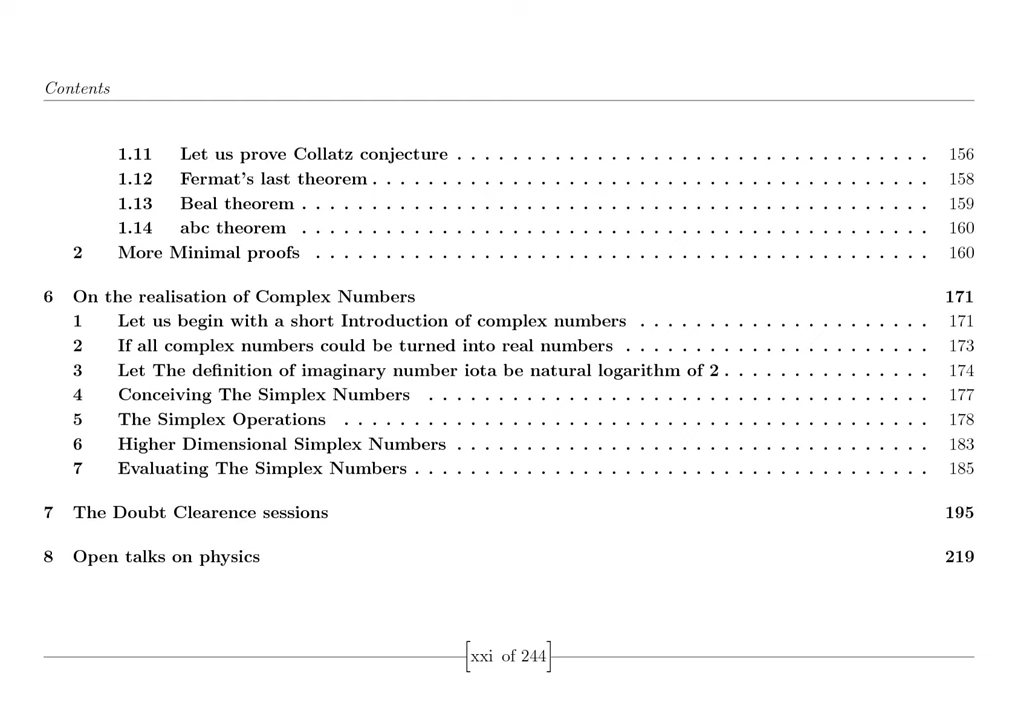 Contents
1.11 Let us prove Collatz conjecture . . . . . . . . . . . . . . . . . . . . . . . . . . . . . . . . . . 156
1.12 Fermat's last theorem . . . . . . . . . . . . . . . . . . . . . . . . . . . . . . . . . . . . . . . . 158
1.13 Beal theorem . . . . . . . . . . . . . . . . . . . . . . . . . . . . . . . . . . . . . . . . . . . . . 159
1.14 abc theorem . . . . . . . . . . . . . . . . . . . . . . . . . . . . . . . . . . . . . . . . . . . . . 160
2 More Minimal proofs . . . . . . . . . . . . . . . . . . . . . . . . . . . . . . . . . . . . . . . . . . . . 160
6 On the realisation of Complex Numbers 171
1 Let us begin with a short Introduction of complex numbers . . . . . . . . . . . . . . . . . . . . . 171
2 If all complex numbers could be turned into real numbers . . . . . . . . . . . . . . . . . . . . . . 173
3 Let The definition of imaginary number iota be natural logarithm of 2 . . . . . . . . . . . . . . . 174
4 Conceiving The Simplex Numbers . . . . . . . . . . . . . . . . . . . . . . . . . . . . . . . . . . . . 177
5 The Simplex Operations . . . . . . . . . . . . . . . . . . . . . . . . . . . . . . . . . . . . . . . . . . 178
6 Higher Dimensional Simplex Numbers . . . . . . . . . . . . . . . . . . . . . . . . . . . . . . . . . . 183
7 Evaluating The Simplex Numbers . . . . . . . . . . . . . . . . . . . . . . . . . . . . . . . . . . . . . 185
7 The Doubt Clearence sessions 195
8 Open talks on physics 219
[xxi of 244]